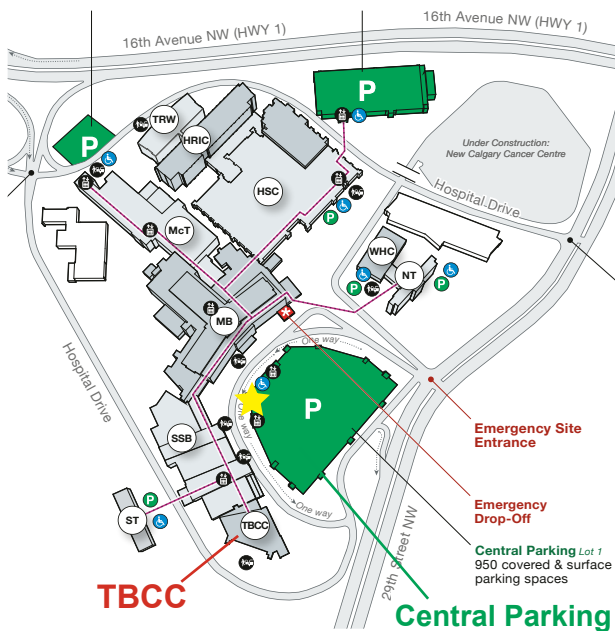 16th Avenue NW (HWY 1)
16th Avenue NW (HWY 1)
P
P
TRW
HRIC
HSC
Under Construction:
New Calgary Cancer Centre
Hospital Drive
McT
P
WHC
NT
P
P
MB
One way
Hospital Drive
P
One way
SSB
Emergency Site
Entrance
P
ST
TBCC
One way
Emergency
Drop-Off
29th Street NW
Central Parking Lot 1
950 covered & surface
parking spaces
TBCC
Central Parking